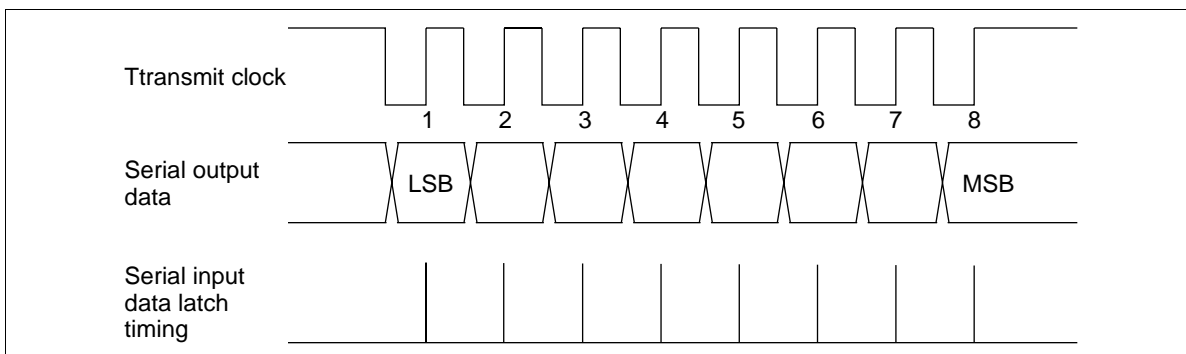 Ttransmit clock
1 2 3 4 5 6 7 8
Serial output
data
LSB MSB
Serial input
data latch
timing